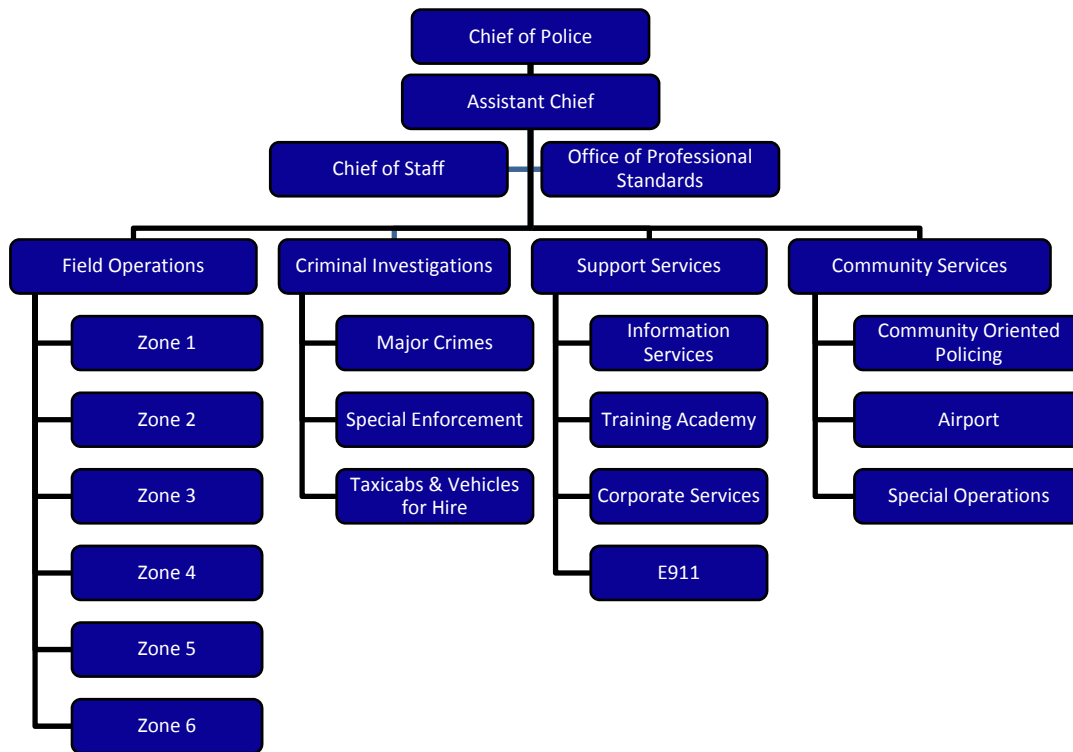 Chief of Police
Assistant Chief
Chief of Staff
Office of Professional
Standards
Field Operations
Criminal Investigations
Support Services
Community Services
Zone 1
Zone 2
Zone 3
Zone 4
Zone 5
Zone 6
Major Crimes
Special Enforcement
Taxicabs & Vehicles
for Hire
Information
Services
Training Academy
Corporate Services
E911
Community Oriented
Policing
Airport
Special Operations